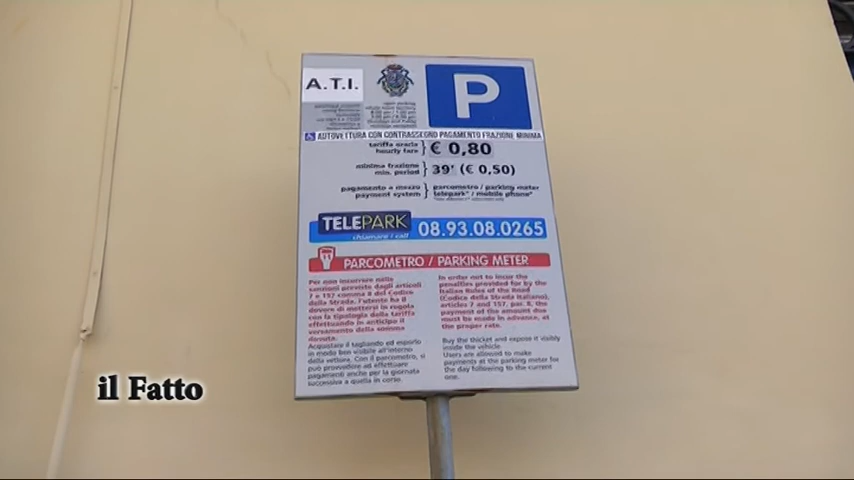 A.T.I.
P
AUTOVETTURA CON CONTRASSEGNO PAGAMENTO FRAZIONE MINIMA
tariffa oraria
hourly fare
€ 0,80
minima frazione
min. period
39' (€ 0,50)
pagamento a mezzo
payment system
parcometro / parking meter
telepark* / mobile phone*
TELEPARK
chiamare / call
08.93.08.0265
PARCOMETRO / PARKING METER
Per non incorrere nelle
sanzioni previste dagli articoli
7 e 157 comma 8 del Codice
della Strada, l'utente ha il
dovere di mettersi in regola
con la tipologia della tariffa
effettuando in anticipo il
versamento della somma
dovuta.
Acquistare il tagliando ed esporlo
in modo ben visibile all'interno
della vettura. Con il parcometro, si
può provvedere ad effettuare
pagamenti anche per la giornata
successiva a quella in corso.
In order not to incur the
penalties provided for by the
Italian Rules of the Road
(Codice della Strada Italiano),
articles 7 and 157, par. 8, the
payment of the amount due
must be made in advance, at
the proper rate.
Buy the ticket and expose it visibly
inside the vehicle.
Users are allowed to make
payments at the parking meter for
the day following to the current
one.
il Fatto